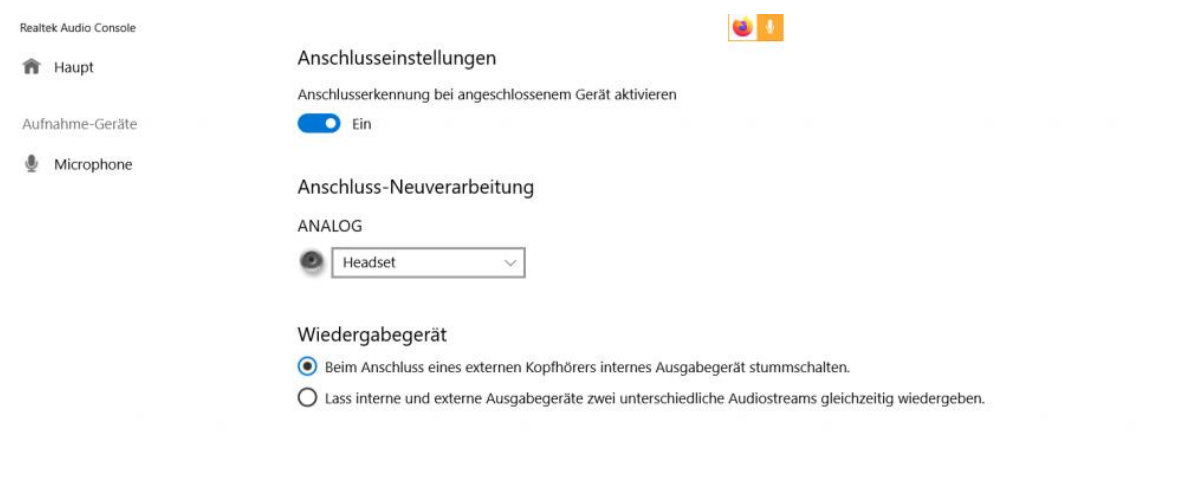 Realtek Audio Console
Haupt
Aufnahme-Geräte
Microphone
Anschlusseinstellungen
Anschlusserkennung bei angeschlossenem Gerät aktivieren
Ein
Anschluss-Neuverarbeitung
ANALOG
Headset
Wiedergabegerät
Beim Anschluss eines externen Kopfhörers internes Ausgabegerät stummschalten.
Lass interne und externe Ausgabegeräte zwei unterschiedliche Audiostreams gleichzeitig wiedergeben.